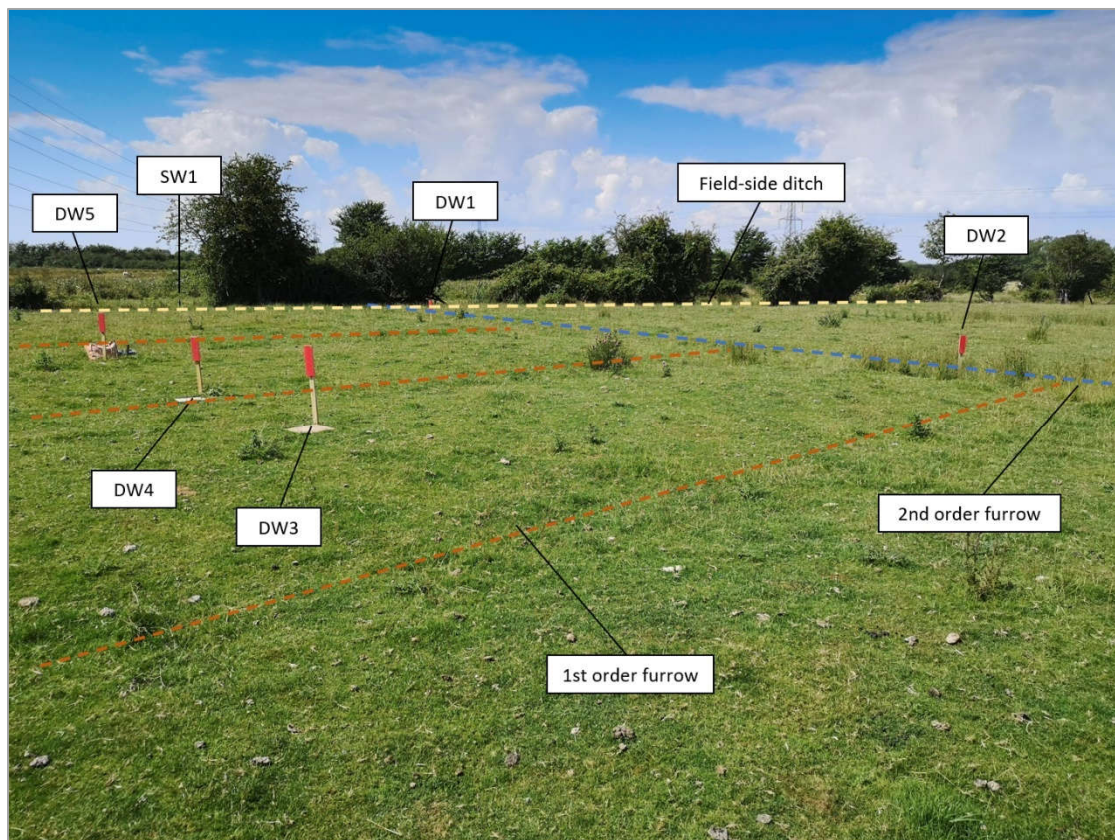 SW1
DW5
DW1
Field-side ditch
DW2
DW4
DW3
2nd order furrow
1st order furrow